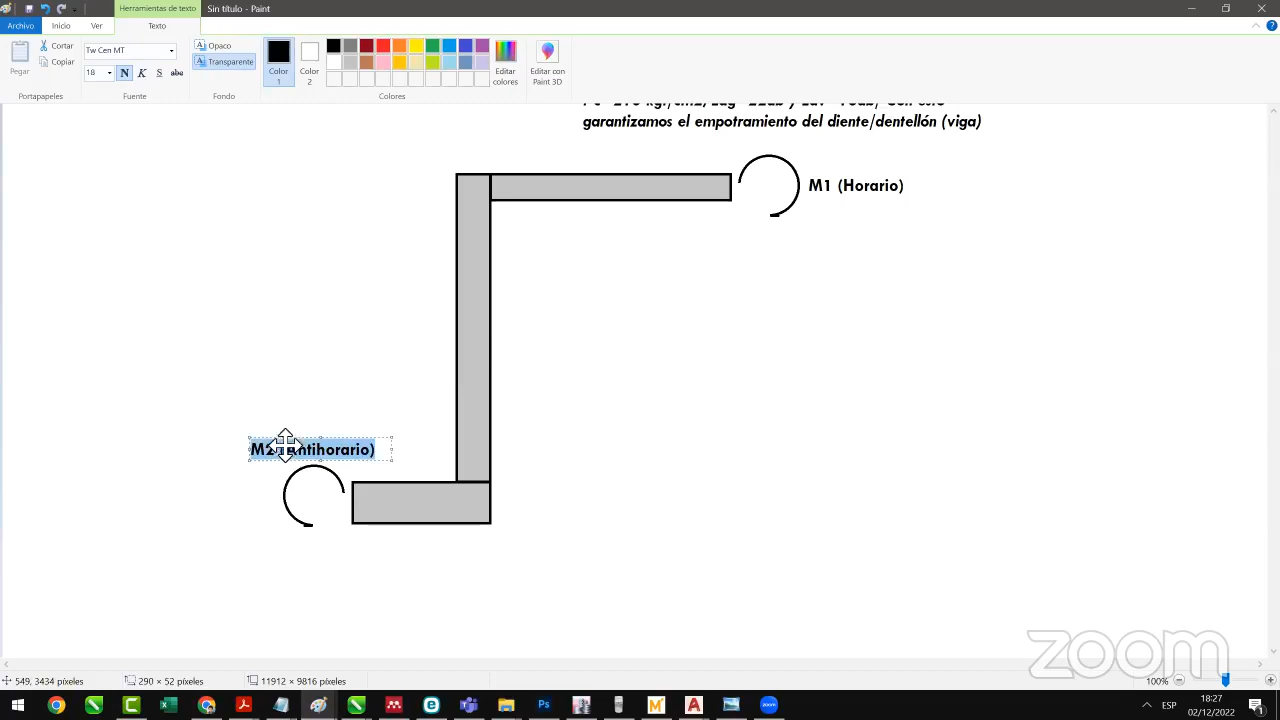 Herramientas de texto
Sin título - Paint
Archivo
Inicio
Ver
Texto
Pegar
Cortar
Copiar
Portapapeles
Tw Cen MT
18
N
K
S
abc
Fuente
Opaco
Transparente
Fondo
Color 1
Color 2
Colores
Editar colores
Editar con Paint 3D
garantizamos el empotramiento del diente/dentellón (viga)
M1 (Horario)
M2 (Antihorario)
zoom
549, 3434 píxeles
290 × 52 píxeles
11912 × 9816 píxeles
100%
zoom
ESP
18:27
02/12/2022